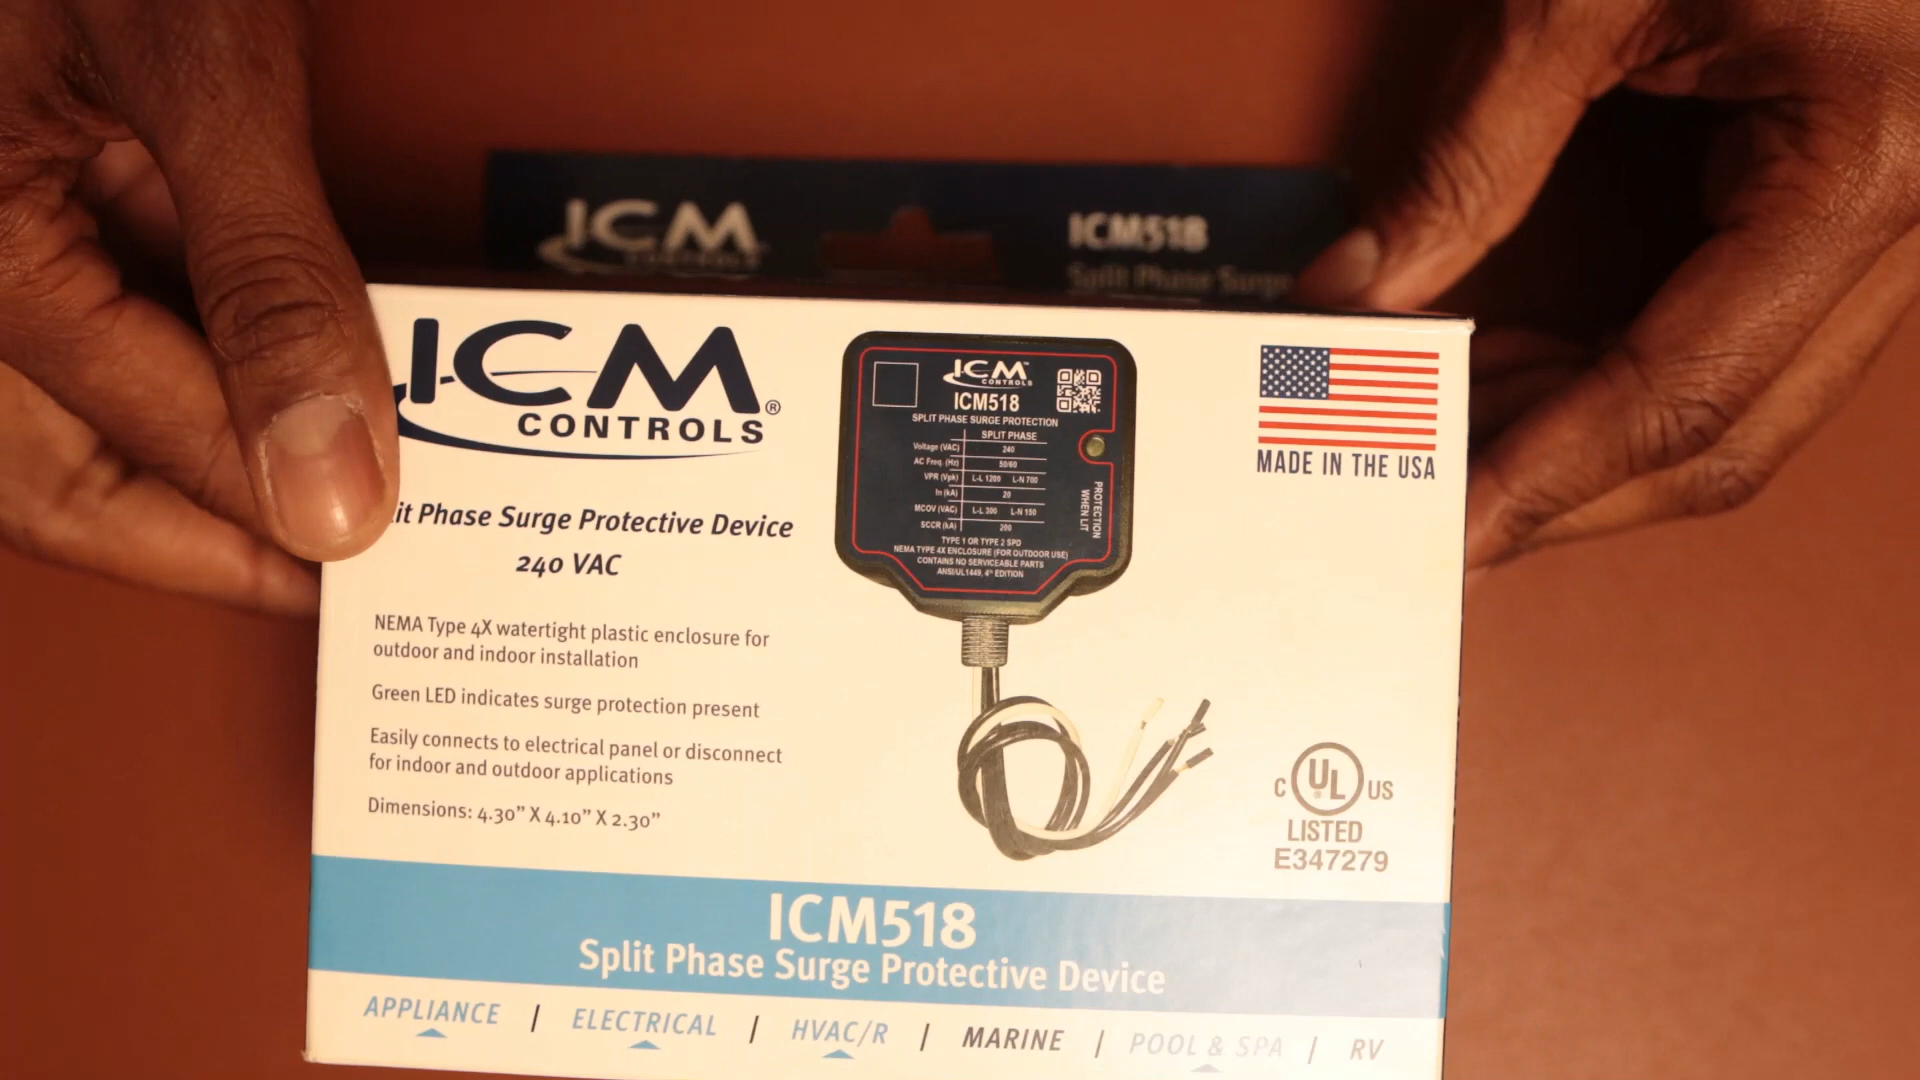 ICM
CONTROLS
ICM518
Split Phase Surge
ICM®
CONTROLS
it Phase Surge Protective Device
240 VAC
NEMA Type 4X watertight plastic enclosure for
outdoor and indoor installation
Green LED indicates surge protection present
Easily connects to electrical panel or disconnect
for indoor and outdoor applications
Dimensions: 4.30” X 4.10” X 2.30”
ICM™
CONTROLS
ICM518
SPLIT PHASE SURGE PROTECTION
SPLIT PHASE
Voltage (VAC) 240
AC Freq. (Hz) 50/60
VPR (Vpk) L-L 1200 L-N 700
In (kA) 20
MCOV (VAC) L-L 300 L-N 150
SCCR (kA) 200
TYPE 1 OR TYPE 2 SPD
NEMA TYPE 4X ENCLOSURE (FOR OUTDOOR USE)
CONTAINS NO SERVICEABLE PARTS
ANSI/UL1449, 4th EDITION
PROTECTION
WHEN LIT
MADE IN THE USA
C UL® US
LISTED
E347279
ICM518
Split Phase Surge Protective Device
APPLIANCE / ELECTRICAL / HVAC/R / MARINE / POOL & SPA / RV